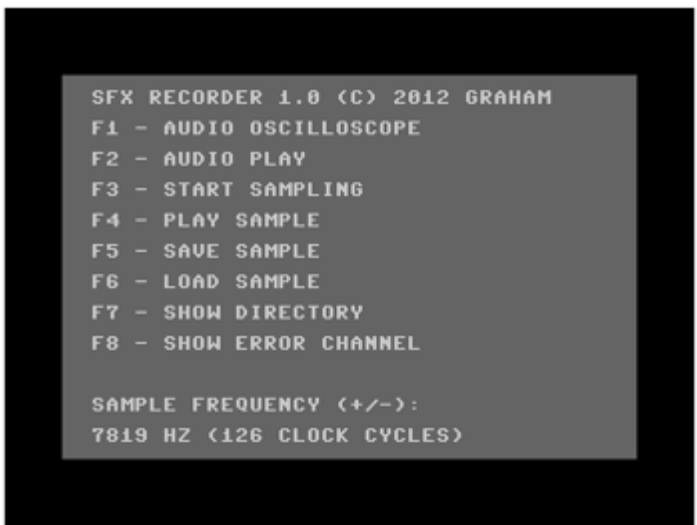 SFX RECORDER 1.0 (C) 2012 GRAHAM
F1 - AUDIO OSCILLOSCOPE
F2 - AUDIO PLAY
F3 - START SAMPLING
F4 - PLAY SAMPLE
F5 - SAVE SAMPLE
F6 - LOAD SAMPLE
F7 - SHOW DIRECTORY
F8 - SHOW ERROR CHANNEL
SAMPLE FREQUENCY (+/-):
7819 HZ (126 CLOCK CYCLES)